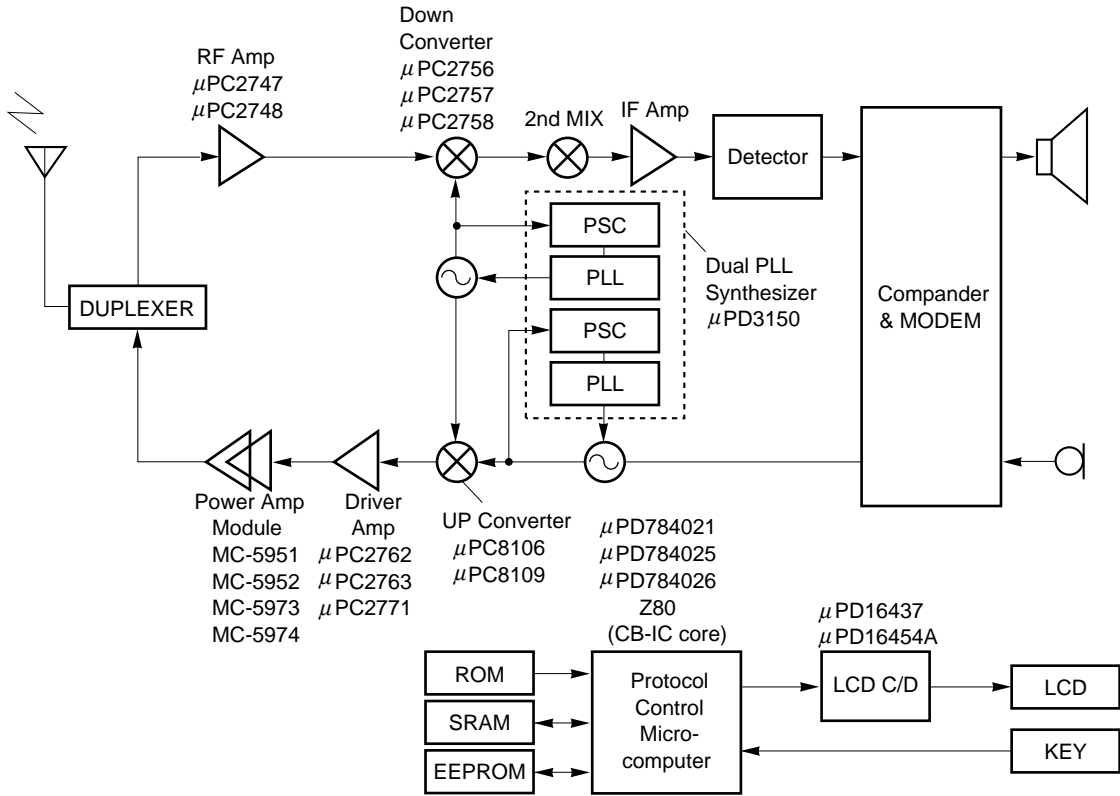 RF Amp
μPC2747
μPC2748
Down
Converter
μPC2756
μPC2757
μPC2758
2nd MIX
IF Amp
Detector
Compander
& MODEM
PSC
PLL
PSC
PLL
Dual PLL
Synthesizer
μPD3150
DUPLEXER
Power Amp
Module
MC-5951
MC-5952
MC-5973
MC-5974
Driver
Amp
μPC2762
μPC2763
μPC2771
UP Converter
μPC8106
μPC8109
μPD784021
μPD784025
μPD784026
Z80
(CB-IC core)
μPD16437
μPD16454A
ROM
SRAM
EEPROM
Protocol
Control
Micro-
computer
LCD C/D
LCD
KEY